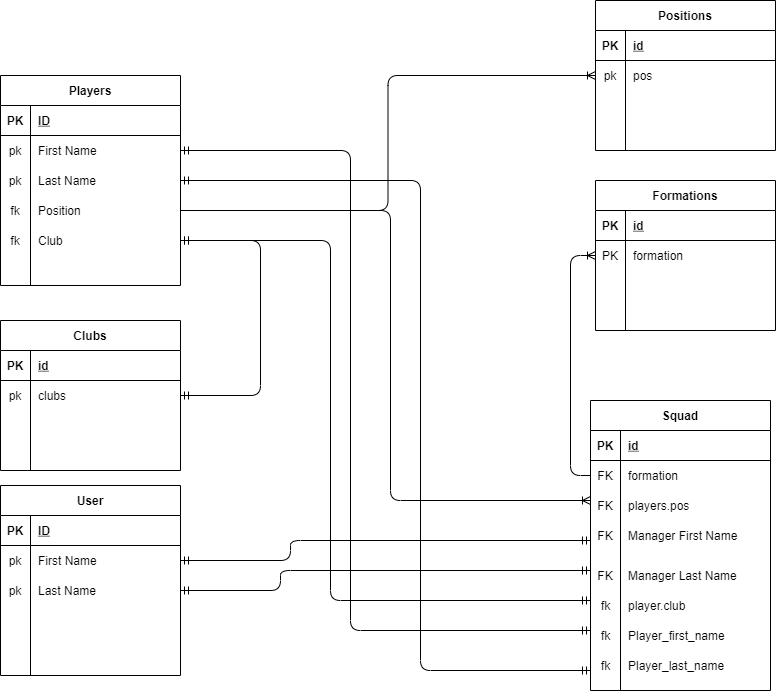 Positions
PK id
pk pos
Players
PK ID
pk First Name
pk Last Name
fk Position
fk Club
Formations
PK id
PK formation
Clubs
PK id
pk clubs
Squad
PK id
FK formation
FK players.pos
FK Manager First Name
FK Manager Last Name
fk player.club
fk Player_first_name
fk Player_last_name
User
PK ID
pk First Name
pk Last Name